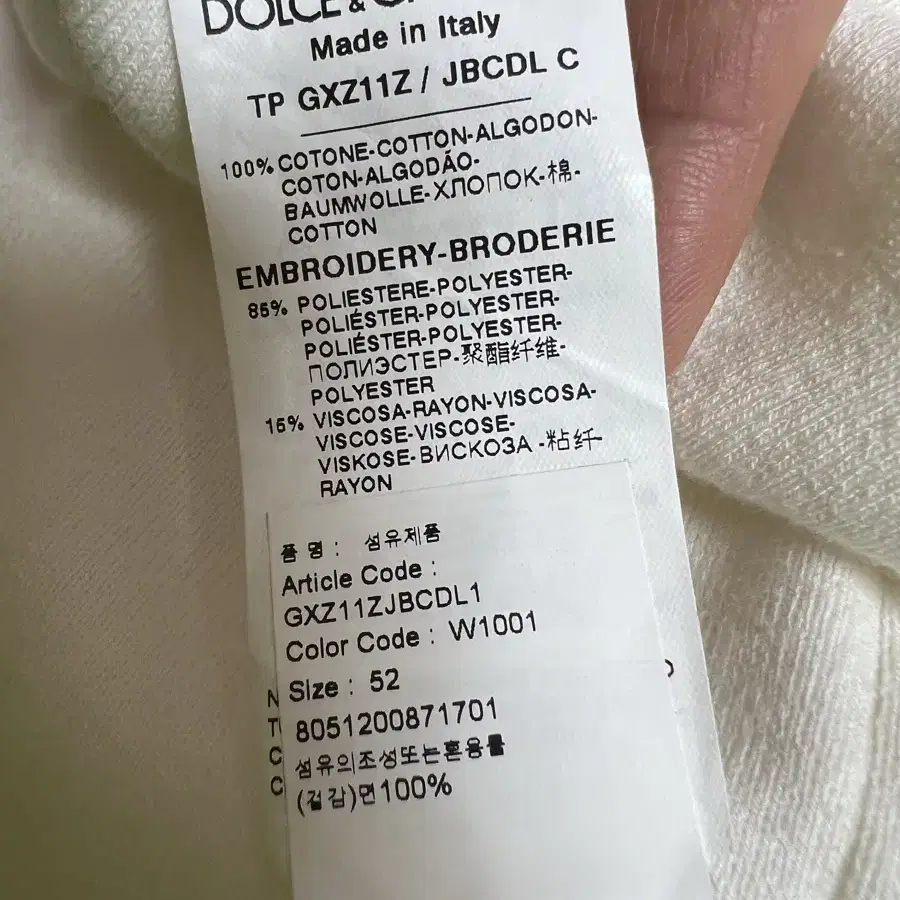 DOLCE & G
Made in Italy
TP GXZ11Z / JBCDL C
100% COTONE-COTTON-ALGODON-
COTON-ALGODÃO-
BAUMWOLLE-ХЛОПОК-棉-
COTTON
EMBROIDERY-BRODERIE
85% POLIESTERE-POLYESTER-
POLIÉSTER-POLYESTER-
POLIÉSTER-POLYESTER-
ПОЛИЭСТЕР-聚酯纤维-
POLYESTER
15% VISCOSA-RAYON-VISCOSA-
VISCOSE-VISCOSE-
VISKOSE-ВИСКОЗА -粘纤-
RAYON
품 명 : 섬유제품
Article Code :
GXZ11ZJBCDL1
Color Code : W1001
Size : 52
8051200871701
섬유의조성또는혼용률
(겉감)면100%